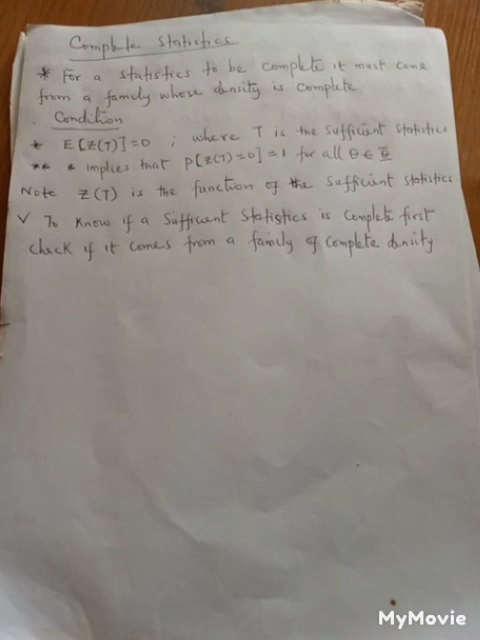 Complete Statistics
* For a statistics to be complete it must come
from a family whose density is complete
Condition
* E[Z(T)]=0 ; where T is the sufficient statistics
** * implies that P[Z(T)=0]=1 for all θ ∈ Φ
Note Z(T) is the function of the sufficient statistics.
√ To know if a sufficient statistics is complete first
check if it comes from a family of complete density
MyMovie